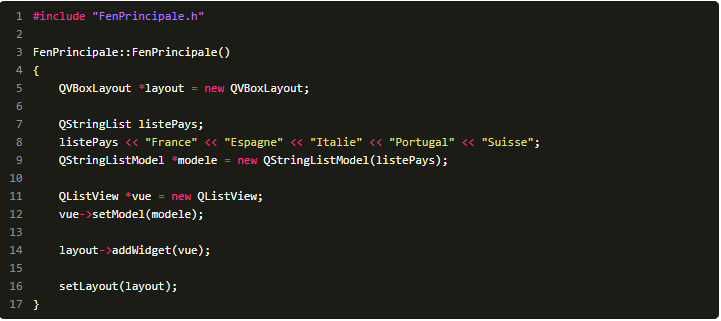 1 #include "FenPrincipale.h"
2
3 FenPrincipale::FenPrincipale()
4 {
5     QVBoxLayout *layout = new QVBoxLayout;
6
7     QStringList listePays;
8     listePays << "France" << "Espagne" << "Italie" << "Portugal" << "Suisse";
9     QStringListModel *modele = new QStringListModel(listePays);
10
11     QListView *vue = new QListView;
12     vue->setModel(modele);
13
14     layout->addWidget(vue);
15
16     setLayout(layout);
17 }